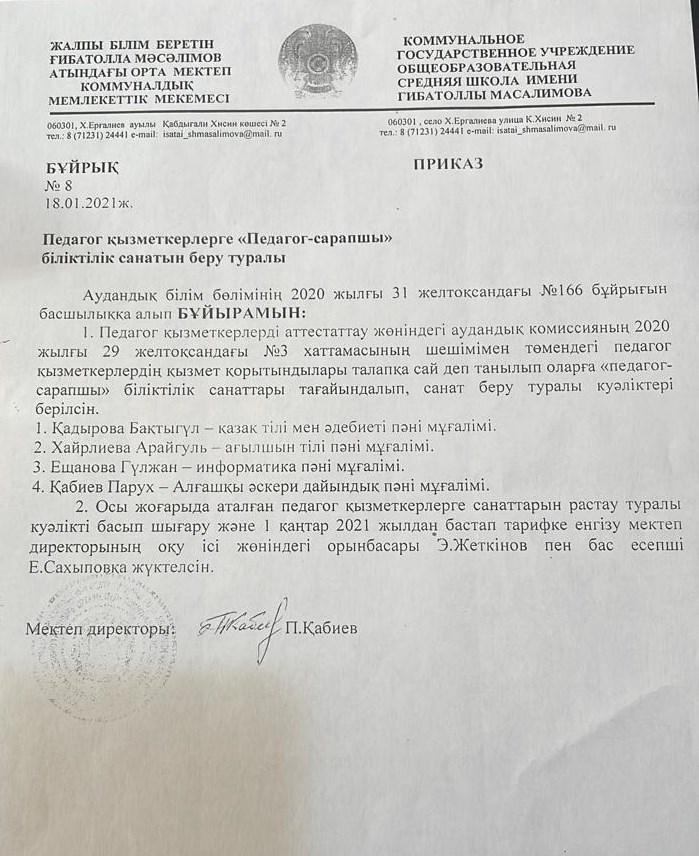 ЖАЛПЫ БІЛІМ БЕРЕТІН
ҒИБАТОЛЛА МӘСӘЛІМОВ
АТЫНДАҒЫ ОРТА МЕКТЕП
КОММУНАЛДЫҚ
МЕМЛЕКЕТТІК МЕКЕМЕСІ
КОММУНАЛЬНОЕ
ГОСУДАРСТВЕННОЕ УЧРЕЖДЕНИЕ
ОБЩЕОБРАЗОВАТЕЛЬНАЯ
СРЕДНЯЯ ШКОЛА ИМЕНИ
ГИБАТОЛЛЫ МАСАЛИМОВА
060301, Х.Ерғалиев ауылы Қабдығали Хисин көшесі № 2
тел.: 8 (71231) 24441 e-mail: isatai_shmasalimova@mail. ru
060301 , село Х.Ергалиева улица К.Хисин № 2
тел.: 8 (71231) 24441 e-mail: isatai_shmasalimova@mail. ru
БҰЙРЫҚ
ПРИКАЗ
№ 8
18.01.2021ж.
Педагог қызметкерлерге «Педагог-сарапшы»
біліктілік санатын беру туралы
Аудандық білім бөлімінің 2020 жылғы 31 желтоқсандағы №166 бұйрығын
басшылыққа алып БҰЙЫРАМЫН:
1. Педагог қызметкерлерді аттестаттау жөніндегі аудандық комиссияның 2020
жылғы 29 желтоқсандағы №3 хаттамасының шешімімен төмендегі педагог
қызметкерлердің қызмет қорытындылары талапқа сай деп танылып оларға «педагог-
сарапшы» біліктілік санаттары тағайындалып, санат беру туралы куәліктері
берілсін.
1. Қадырова Бақтыгүл – қазақ тілі мен әдебиеті пәні мұғалімі.
2. Хайрлиева Арайгуль – ағылшын тілі пәні мұғалімі.
3. Ещанова Гүлжан – информатика пәні мұғалімі.
4. Қабиев Парух – Алғашқы әскери дайындық пәні мұғалімі.
2. Осы жоғарыда аталған педагог қызметкерлерге санаттарын растау туралы
куәлікті басып шығару және 1 қаңтар 2021 жылдан бастап тарифке енгізу мектеп
директорының оқу ісі жөніндегі орынбасары Э.Жеткінов пен бас есепші
Е.Сахыповқа жүктелсін.
Мектеп директоры: П.Қабиев